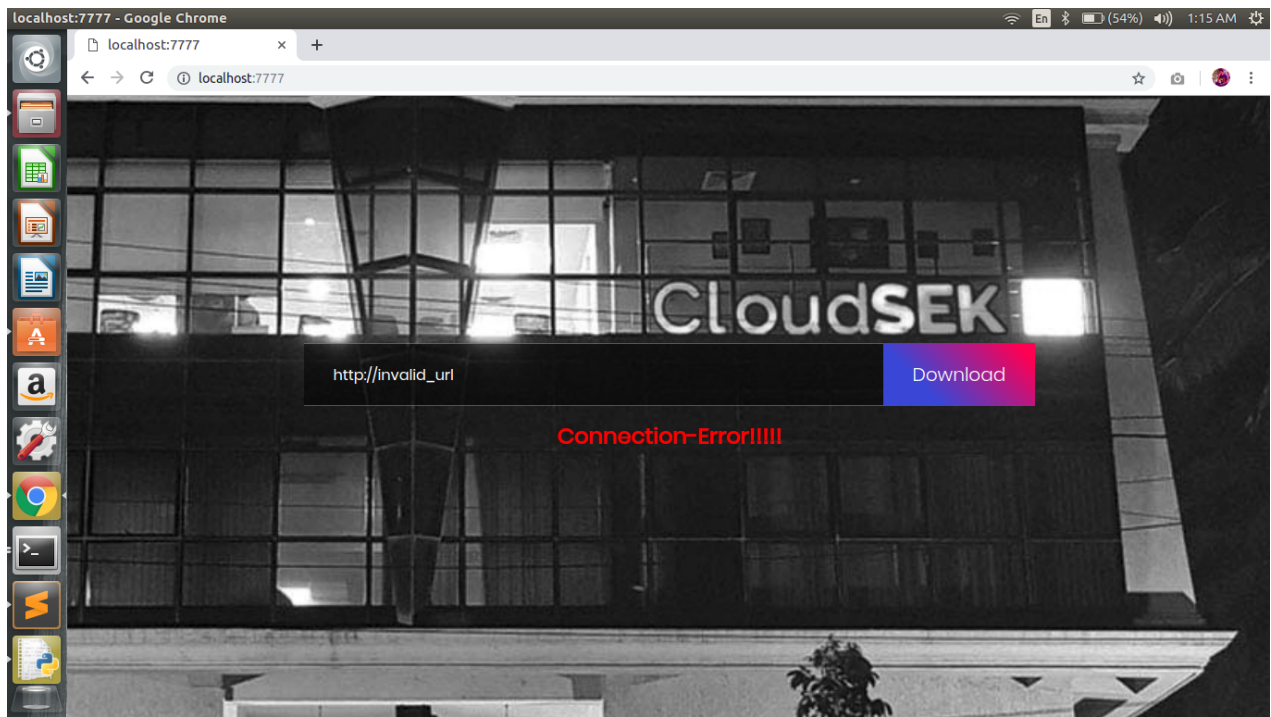 localhost:7777 - Google Chrome
En
(54%)
1:15 AM
localhost:7777
localhost:7777
CloudSEK
http://invalid_url
Download
Connection-Error!!!!!